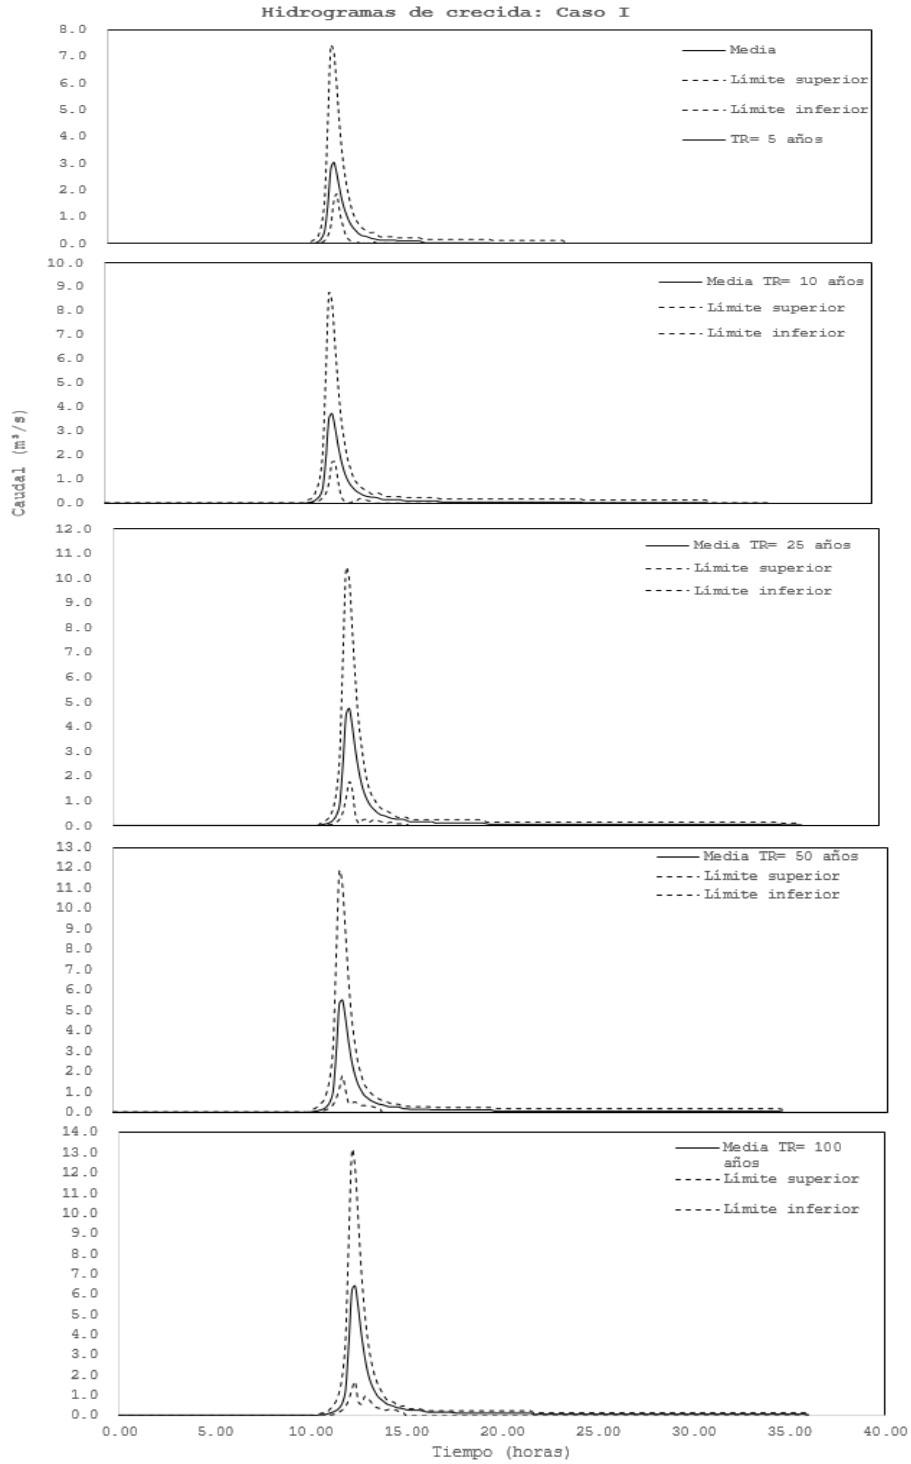 Hidrogramas de crecida: Caso I
8.0
7.0
6.0
5.0
4.0
3.0
2.0
1.0
0.0
Media
Límite superior
Límite inferior
TR= 5 años
10.0
9.0
8.0
7.0
6.0
5.0
4.0
3.0
2.0
1.0
0.0
Media TR= 10 años
Límite superior
Límite inferior
Caudal (m³/s)
12.0
11.0
10.0
9.0
8.0
7.0
6.0
5.0
4.0
3.0
2.0
1.0
0.0
Media TR= 25 años
Límite superior
Límite inferior
13.0
12.0
11.0
10.0
9.0
8.0
7.0
6.0
5.0
4.0
3.0
2.0
1.0
0.0
Media TR= 50 años
Límite superior
Límite inferior
14.0
13.0
12.0
11.0
10.0
9.0
8.0
7.0
6.0
5.0
4.0
3.0
2.0
1.0
0.0
Media TR= 100
años
Límite superior
Límite inferior
0.00 5.00 10.00 15.00 20.00 25.00 30.00 35.00 40.00
Tiempo (horas)